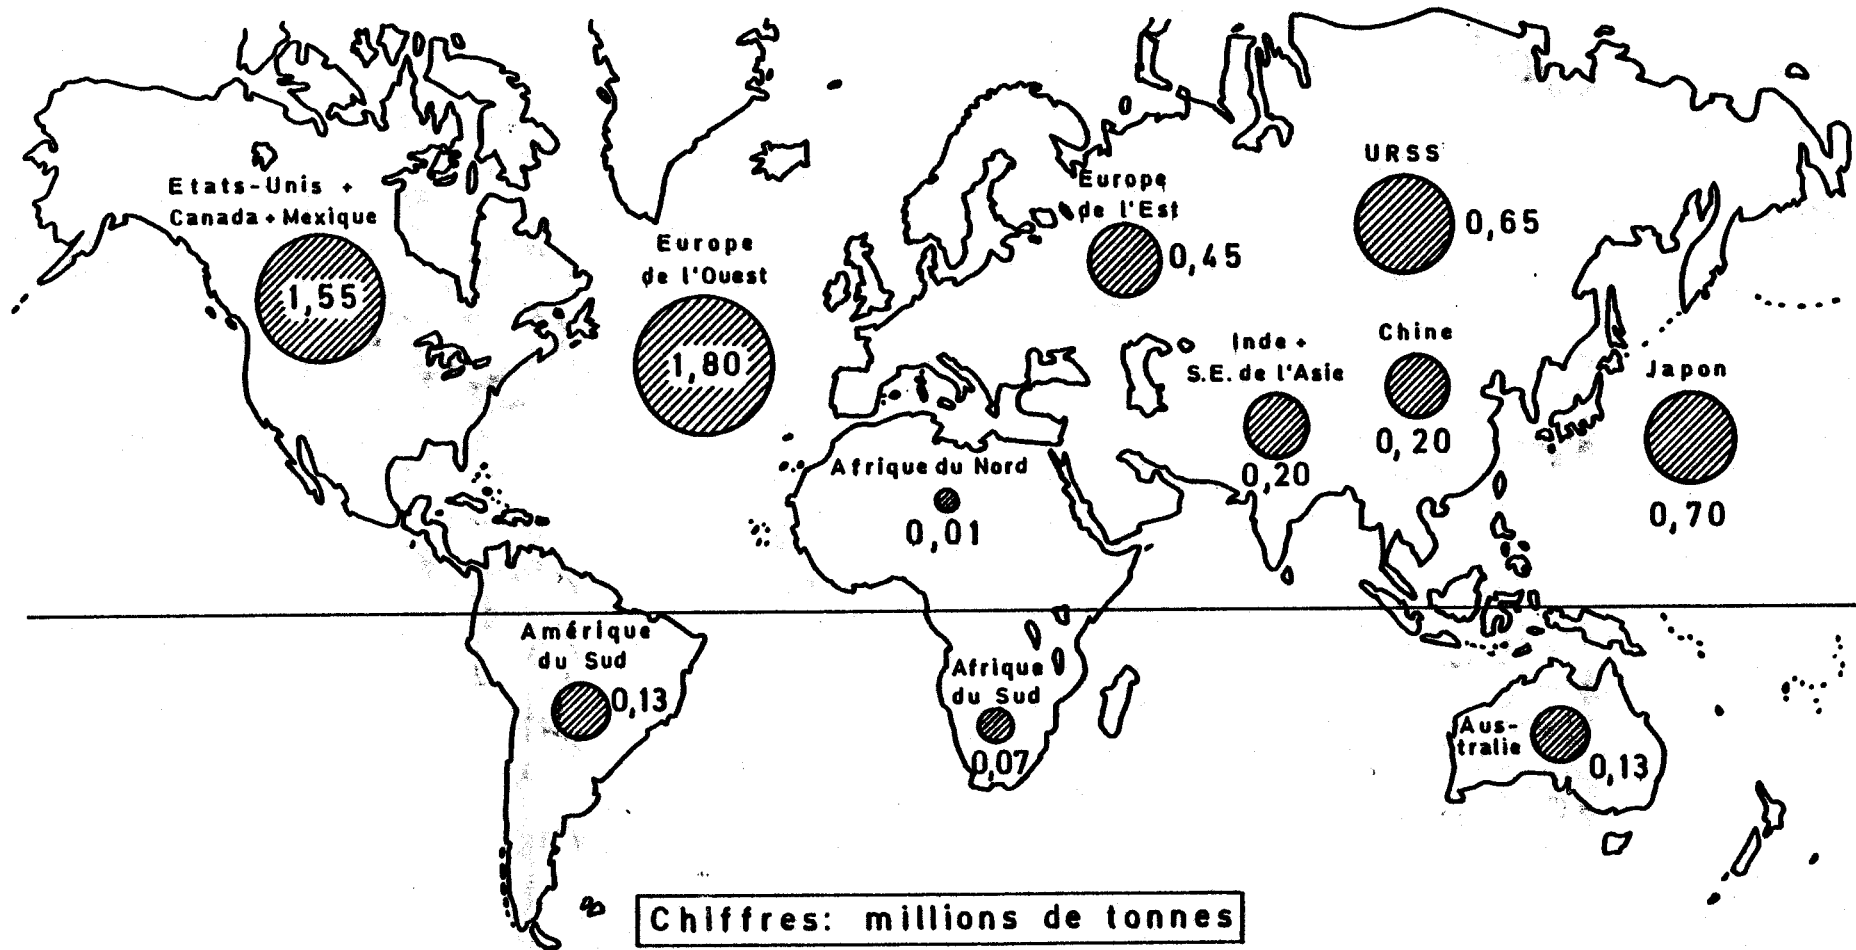 Etats-Unis +
Canada + Mexique
1,55
Europe
de l'Ouest
1,80
Europe
de l'Est
0,45
URSS
0,65
Inde +
S.E. de l'Asie
0,20
Chine
0,20
Japon
0,70
Afrique du Nord
0,01
Amérique
du Sud
0,13
Afrique
du Sud
0,07
Aus-
tralie
0,13
Chiffres: millions de tonnes